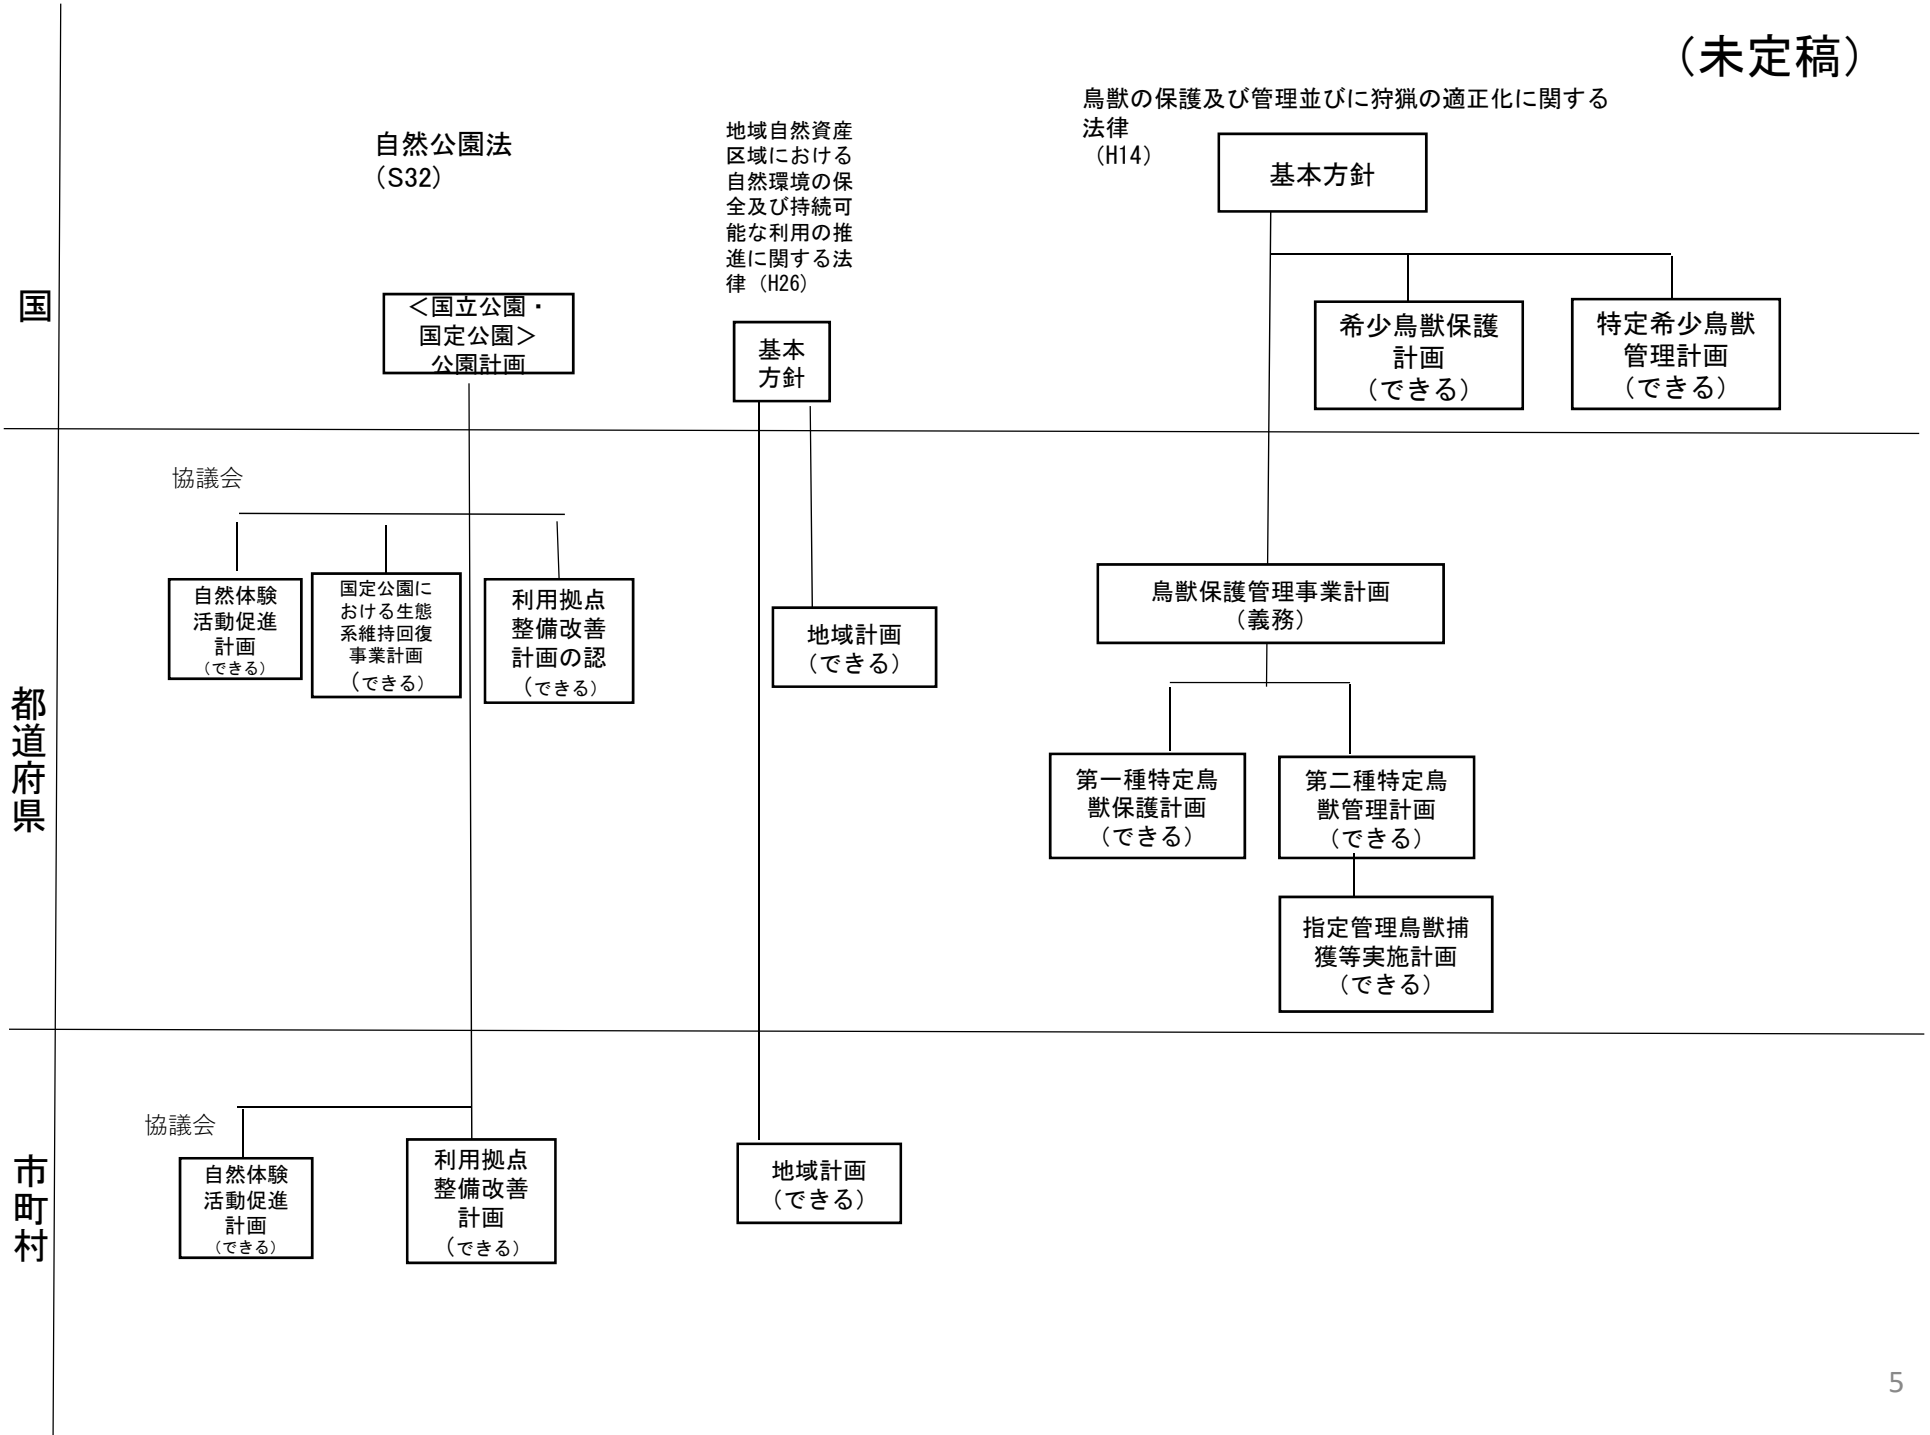 （未定稿）
国
自然公園法
（S32）
＜国立公園・
国定公園＞
公園計画
地域自然資産
区域における
自然環境の保
全及び持続可
能な利用の推
進に関する法
律（H26）
基本
方針
鳥獣の保護及び管理並びに狩猟の適正化に関する
法律
（H14）
基本方針
希少鳥獣保護
計画
（できる）
特定希少鳥獣
管理計画
（できる）
都道府県
協議会
自然体験
活動促進
計画
（できる）
国定公園に
おける生態
系維持回復
事業計画
（できる）
利用拠点
整備改善
計画の認
（できる）
地域計画
（できる）
鳥獣保護管理事業計画
（義務）
第一種特定鳥
獣保護計画
（できる）
第二種特定鳥
獣管理計画
（できる）
指定管理鳥獣捕
獲等実施計画
（できる）
市町村
協議会
自然体験
活動促進
計画
（できる）
利用拠点
整備改善
計画
（できる）
地域計画
（できる）
5